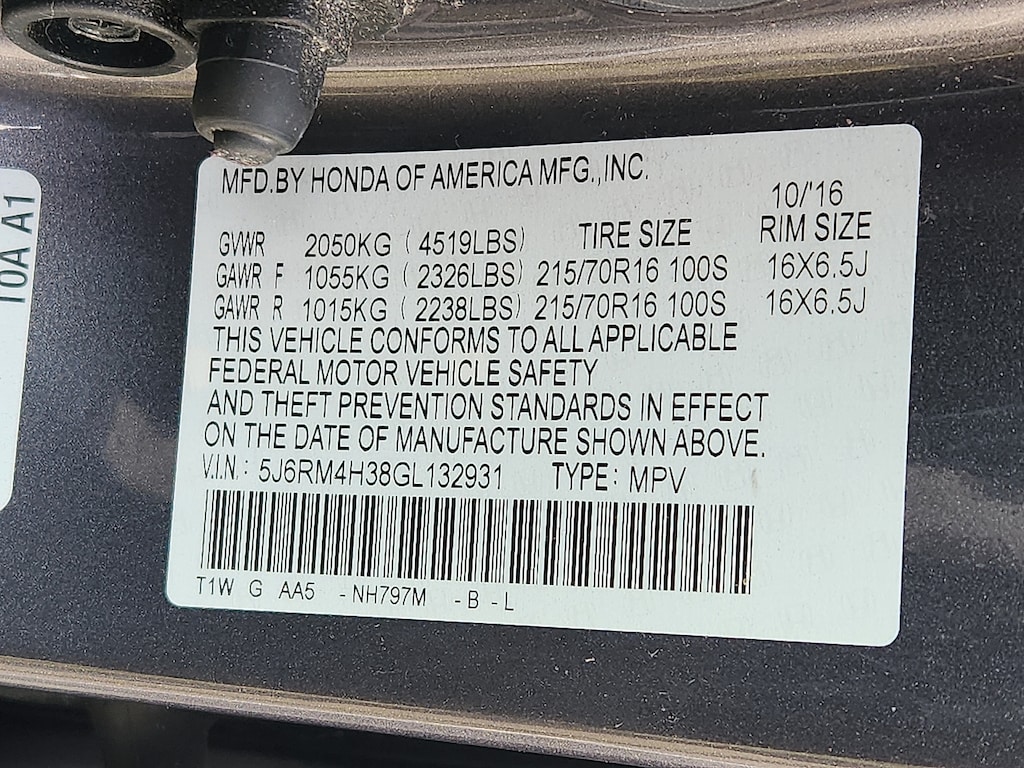 MFD.BY HONDA OF AMERICA MFG.,INC.
10/'16
GVWR 2050KG (4519LBS) TIRE SIZE RIM SIZE
GAWR F 1055KG (2326LBS) 215/70R16 100S 16X6.5J
GAWR R 1015KG (2238LBS) 215/70R16 100S 16X6.5J
THIS VEHICLE CONFORMS TO ALL APPLICABLE
FEDERAL MOTOR VEHICLE SAFETY
AND THEFT PREVENTION STANDARDS IN EFFECT
ON THE DATE OF MANUFACTURE SHOWN ABOVE.
V.I.N.: 5J6RM4H38GL132931 TYPE: MPV
T1W G AA5 -NH797M -B -L
10A A1